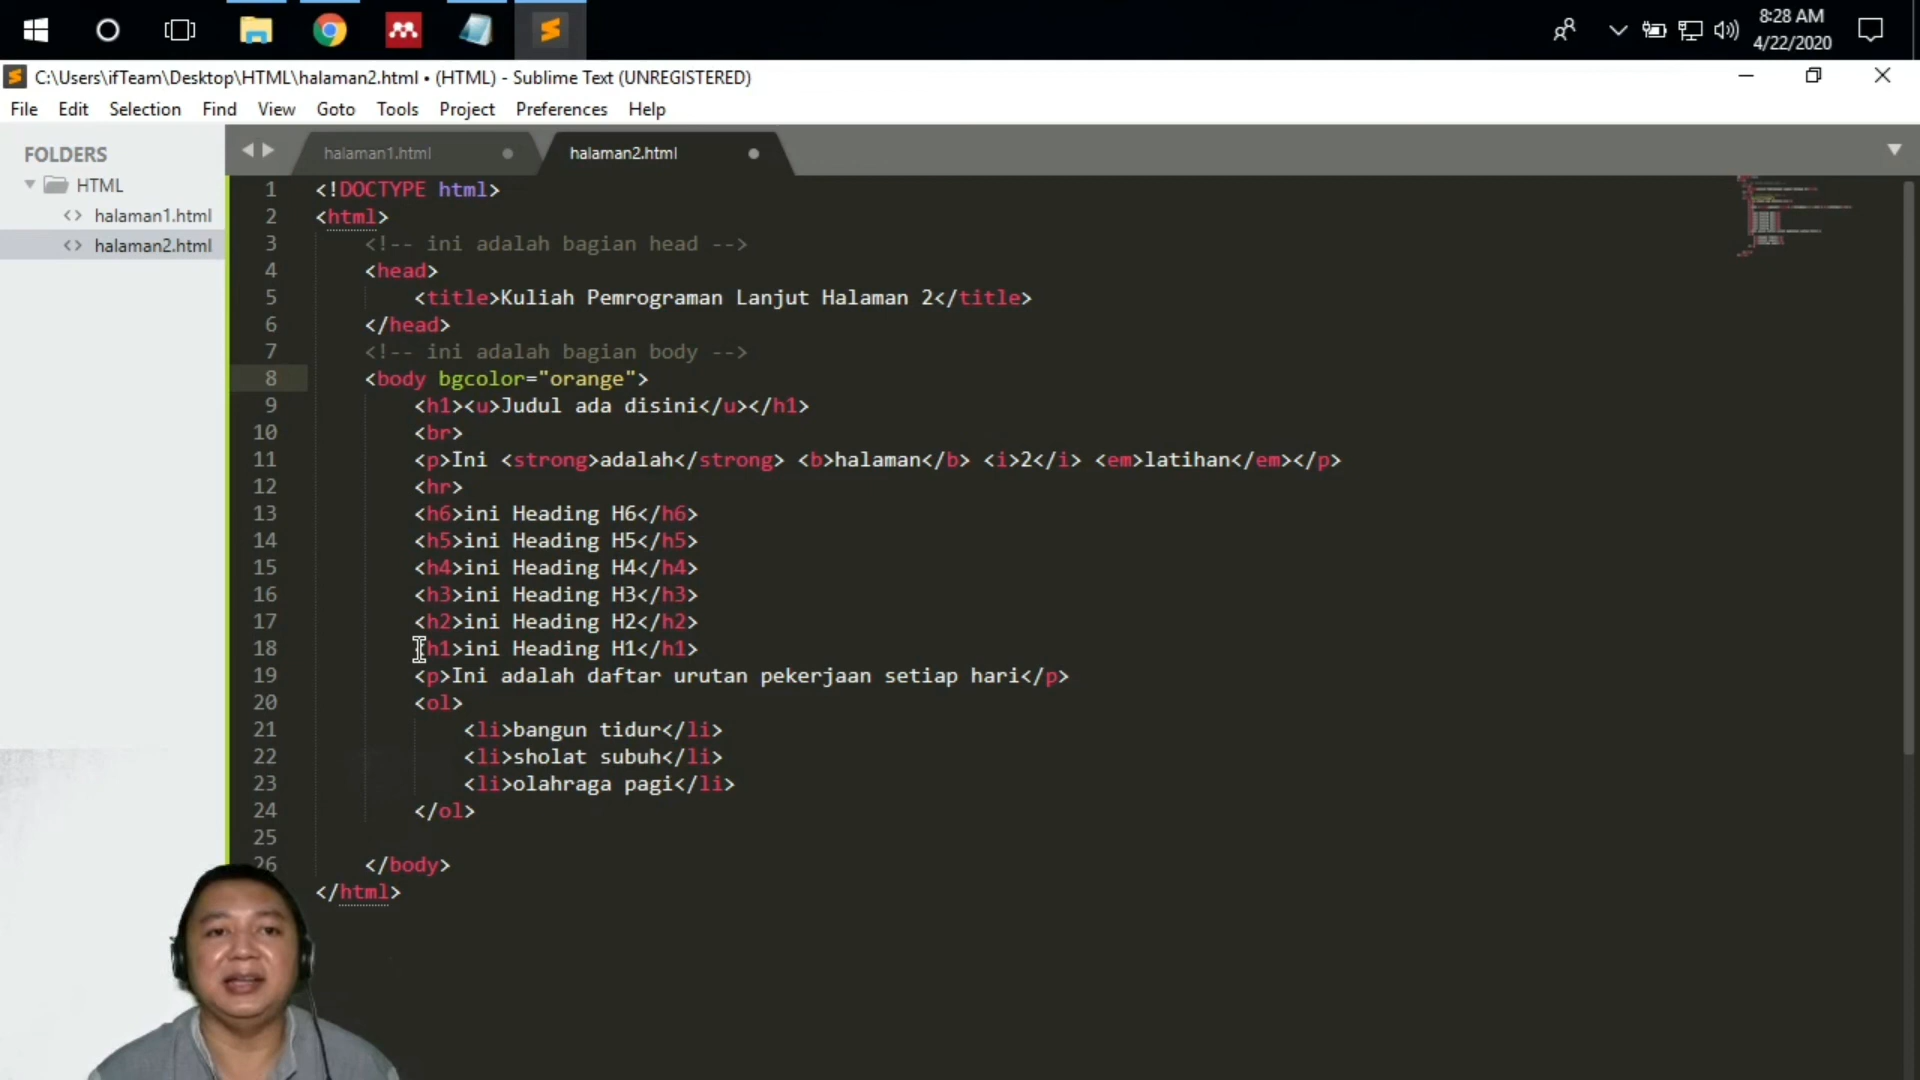 8:28 AM
4/22/2020
C:\Users\ifTeam\Desktop\HTML\halaman2.html • (HTML) - Sublime Text (UNREGISTERED)
File Edit Selection Find View Goto Tools Project Preferences Help
FOLDERS
HTML
<> halaman1.html
<> halaman2.html
halaman1.html halaman2.html
1 <!DOCTYPE html>
2 <html>
3 <!-- ini adalah bagian head -->
4 <head>
5 <title>Kuliah Pemrograman Lanjut Halaman 2</title>
6 </head>
7 <!-- ini adalah bagian body -->
8 <body bgcolor="orange">
9 <h1><u>Judul ada disini</u></h1>
10 <br>
11 <p>Ini <strong>adalah</strong> <b>halaman</b> <i>2</i> <em>latihan</em></p>
12 <hr>
13 <h6>ini Heading H6</h6>
14 <h5>ini Heading H5</h5>
15 <h4>ini Heading H4</h4>
16 <h3>ini Heading H3</h3>
17 <h2>ini Heading H2</h2>
18 <h1>ini Heading H1</h1>
19 <p>Ini adalah daftar urutan pekerjaan setiap hari</p>
20 <ol>
21 <li>bangun tidur</li>
22 <li>sholat subuh</li>
23 <li>olahraga pagi</li>
24 </ol>
25
26 </body>
</html>